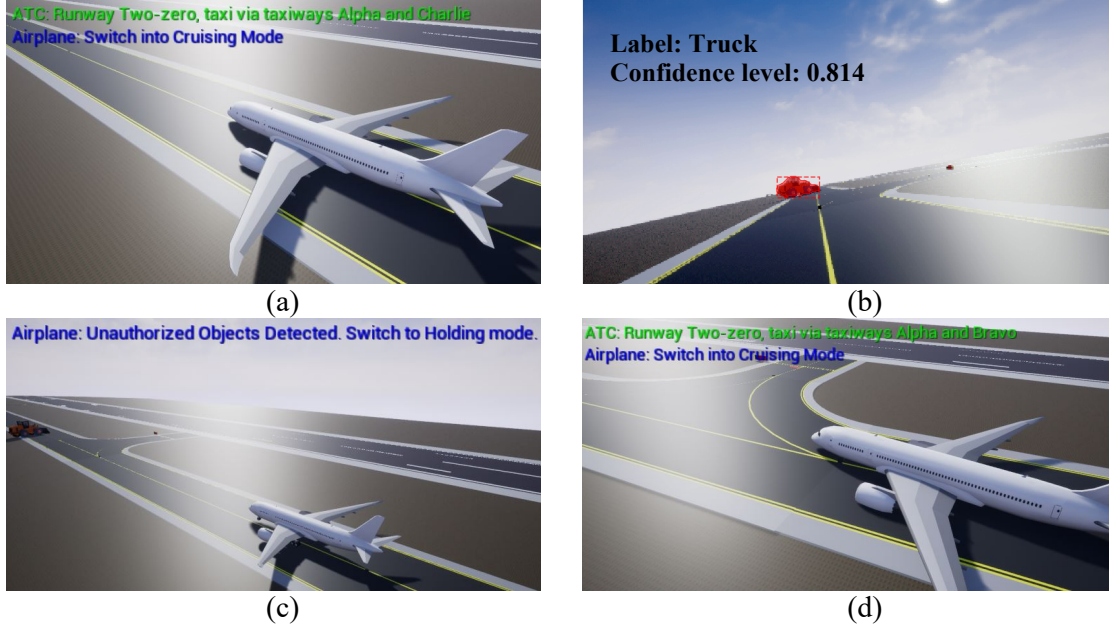 ATC: Runway Two-zero, taxi via taxiways Alpha and Charlie
Airplane: Switch into Cruising Mode
(a)
Label: Truck
Confidence level: 0.814
(b)
Airplane: Unauthorized Objects Detected. Switch to Holding mode.
(c)
ATC: Runway Two-zero, taxi via taxiways Alpha and Bravo
Airplane: Switch into Cruising Mode
(d)